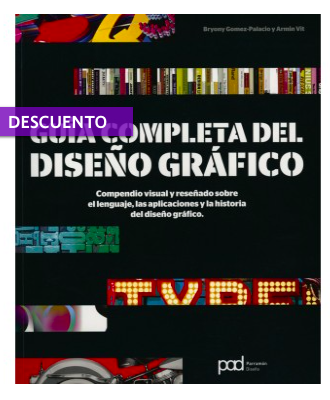 Bryony Gomez-Palacio y Armin Vit
DESCUENTO
GUÍA COMPLETA DEL
DISEÑO GRÁFICO
Compendio visual y reseñado sobre
el lenguaje, las aplicaciones y la historia
del diseño gráfico.
TYPE
pad
Parramón
Diseño